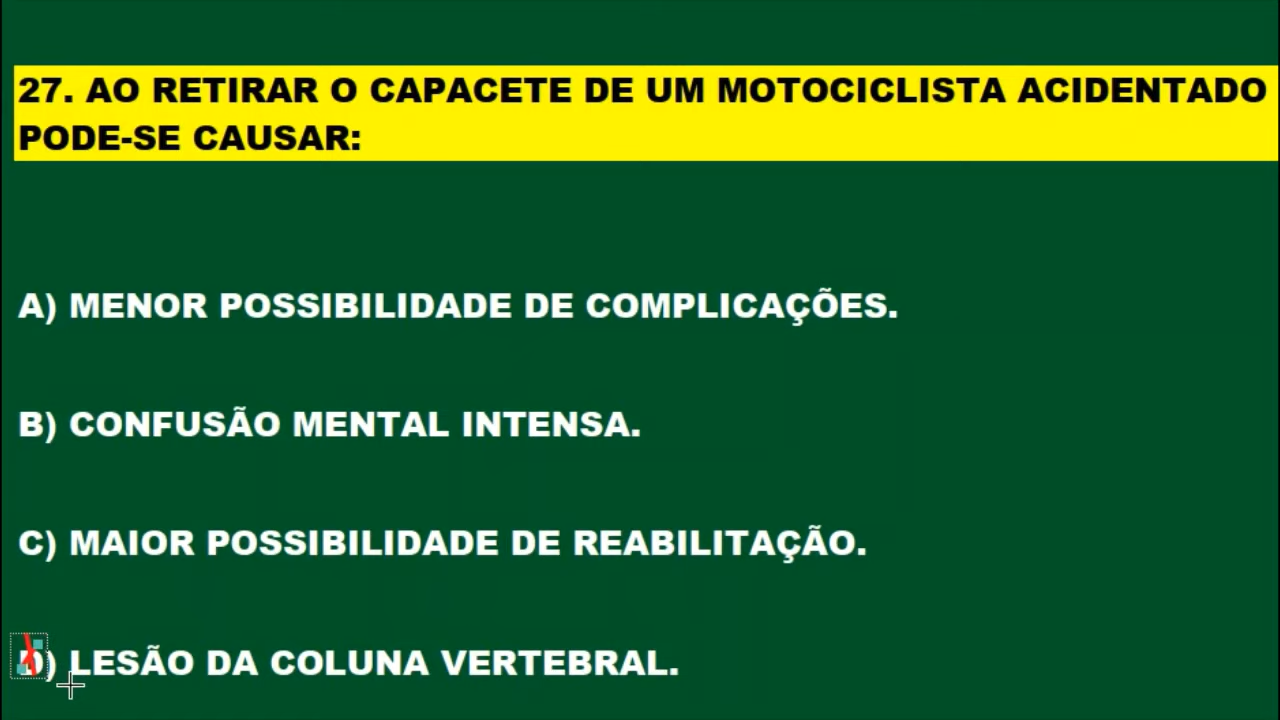 27. AO RETIRAR O CAPACETE DE UM MOTOCICLISTA ACIDENTADO
PODE-SE CAUSAR:
A) MENOR POSSIBILIDADE DE COMPLICAÇÕES.
B) CONFUSÃO MENTAL INTENSA.
C) MAIOR POSSIBILIDADE DE REABILITAÇÃO.
D) LESÃO DA COLUNA VERTEBRAL.